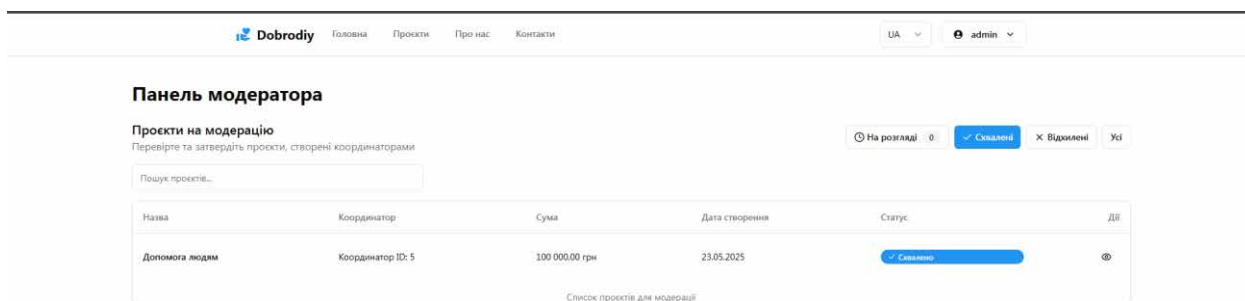 Dobrodiy Головна Проєкти Про нас Контакти UA admin
Панель модератора
Проєкти на модерацію
Перевірте та затвердіть проєкти, створені координаторами
На розгляді 0 Схвалені Відхилені Усі
Пошук проєктів...
Назва Координатор Сума Дата створення Статус Дії
Допомога людям Координатор ID: 5 100 000.00 грн 23.05.2025 Схвалено
Список проєктів для модерації